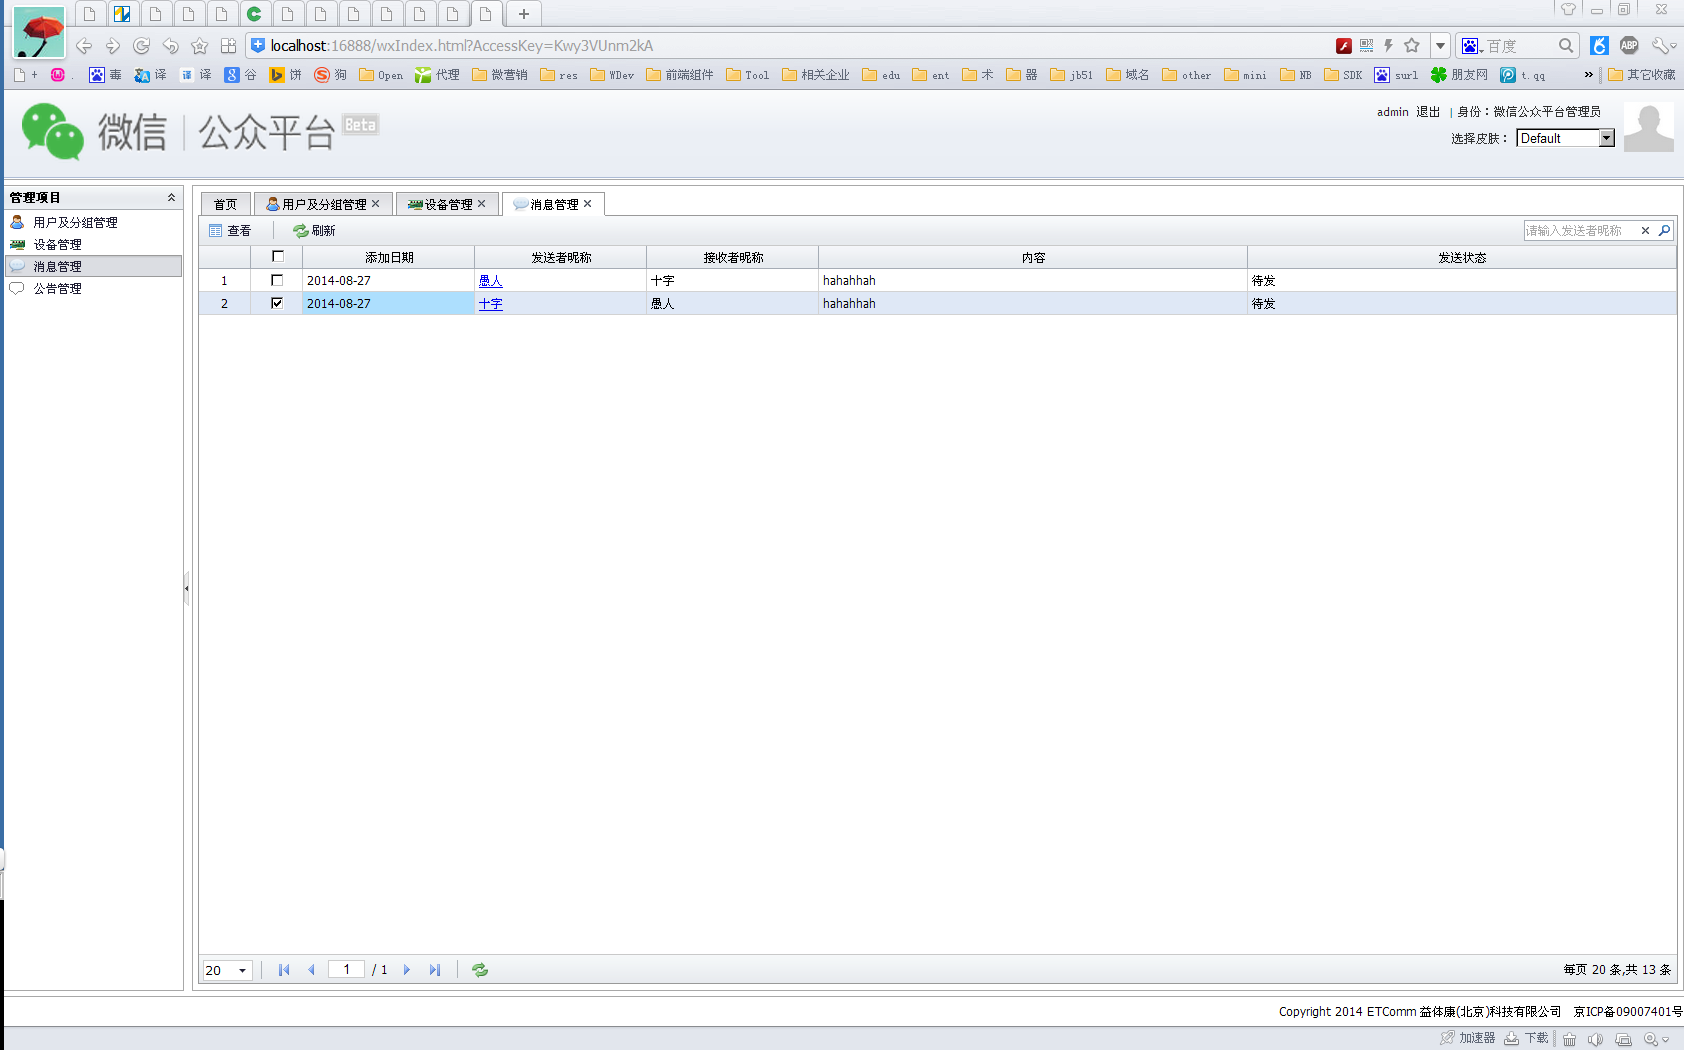 localhost:16888/wxIndex.html?AccessKey=Kwy3VUnm2kA
百度
ABP
+ . 毒 译 译 谷 饼 狗 Open 代理 微营销 res WDev 前端组件 Tool 相关企业 edu ent 术 器 jb51 域名 other mini NB SDK surl 朋友网 t.qq » 其它收藏
微信 公众平台 Beta
admin 退出 | 身份:微信公众平台管理员
选择皮肤: Default
管理项目
用户及分组管理
设备管理
消息管理
公告管理
首页 用户及分组管理 设备管理 消息管理
查看 刷新 请输入发送者昵称
添加日期 发送者昵称 接收者昵称 内容 发送状态
1 2014-08-27 愚人 十字 hahahhah 待发
2 2014-08-27 十字 愚人 hahahhah 待发
20 1 / 1 每页 20 条,共 13 条
Copyright 2014 ETComm 益体康(北京)科技有限公司 京ICP备09007401号
加速器 下载